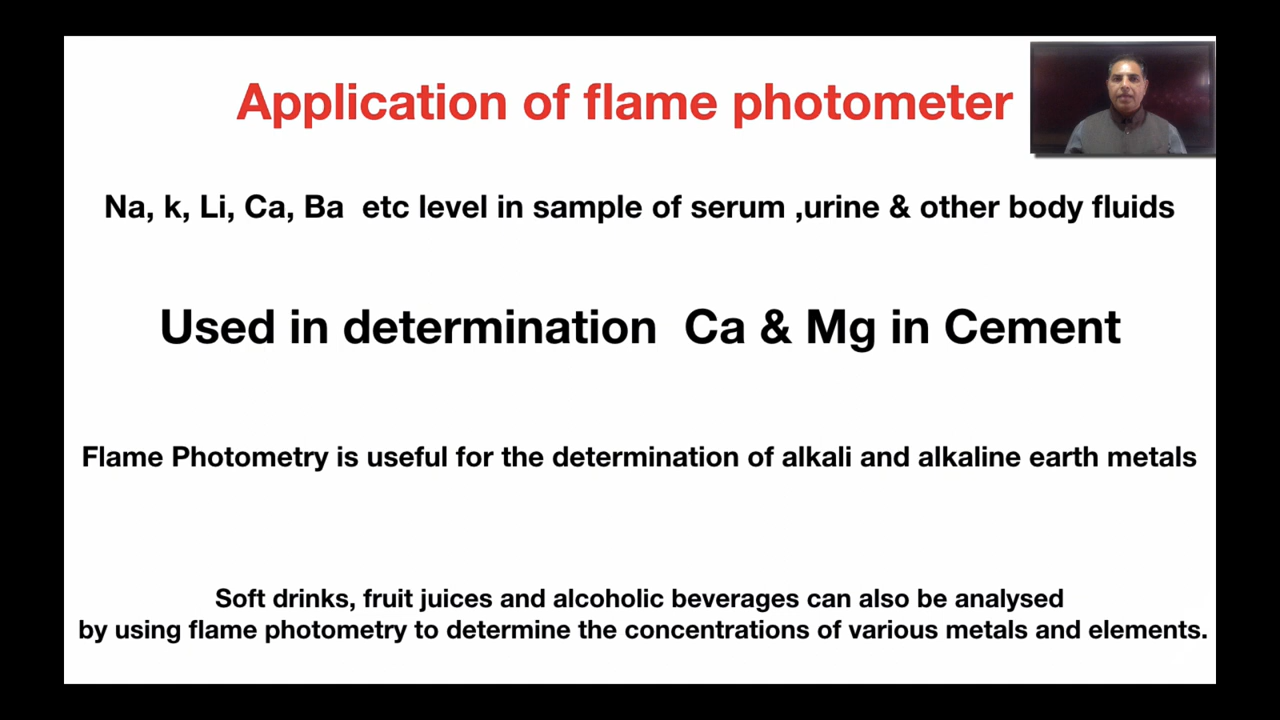 Application of flame photometer
Na, k, Li, Ca, Ba  etc level in sample of serum ,urine & other body fluids
Used in determination  Ca & Mg in Cement
Flame Photometry is useful for the determination of alkali and alkaline earth metals
Soft drinks, fruit juices and alcoholic beverages can also be analysed
by using flame photometry to determine the concentrations of various metals and elements.